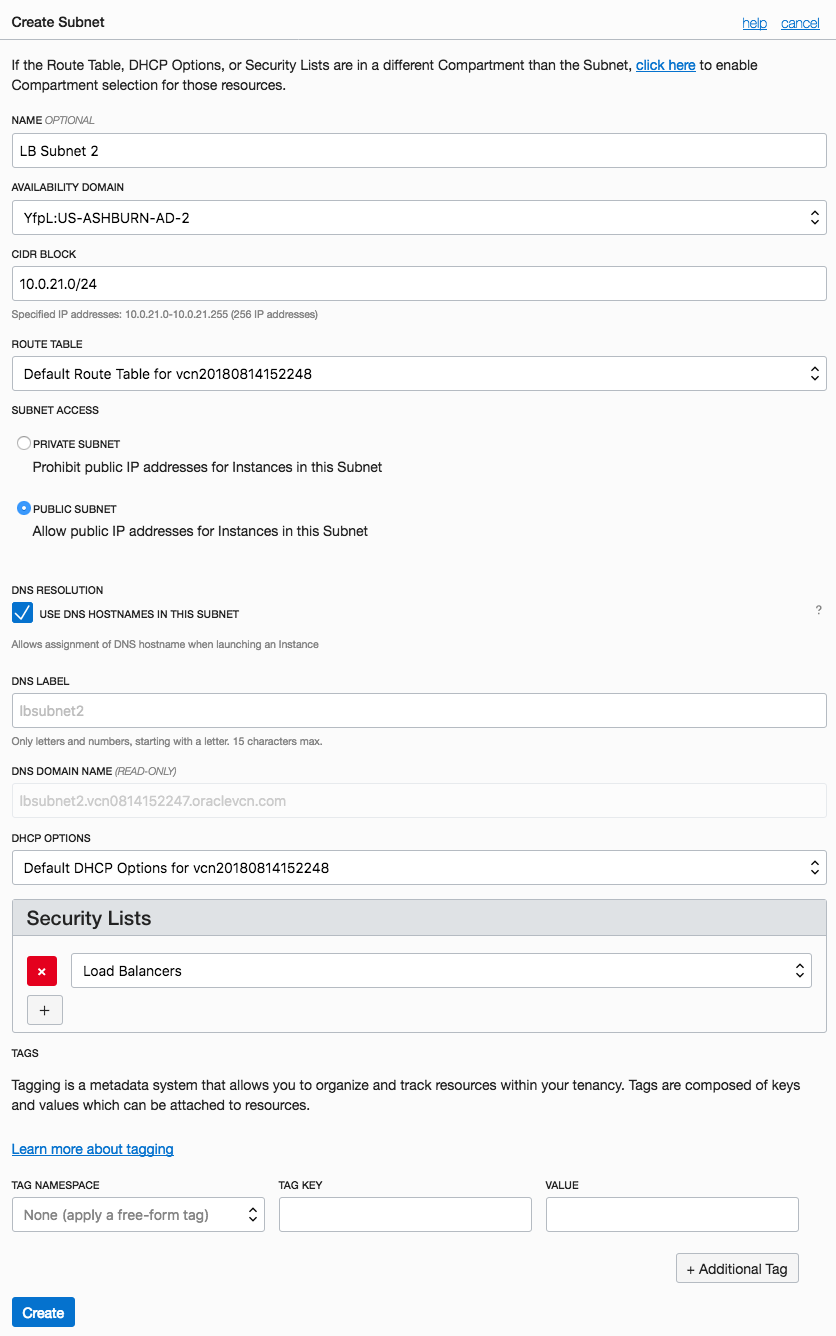 Create Subnet
help cancel
If the Route Table, DHCP Options, or Security Lists are in a different Compartment than the Subnet, click here to enable
Compartment selection for those resources.
NAME OPTIONAL
LB Subnet 2
AVAILABILITY DOMAIN
YfpL:US-ASHBURN-AD-2
CIDR BLOCK
10.0.21.0/24
Specified IP addresses: 10.0.21.0-10.0.21.255 (256 IP addresses)
ROUTE TABLE
Default Route Table for vcn20180814152248
SUBNET ACCESS
PRIVATE SUBNET
Prohibit public IP addresses for Instances in this Subnet
PUBLIC SUBNET
Allow public IP addresses for Instances in this Subnet
DNS RESOLUTION
USE DNS HOSTNAMES IN THIS SUBNET
?
Allows assignment of DNS hostname when launching an Instance
DNS LABEL
lbsubnet2
Only letters and numbers, starting with a letter. 15 characters max.
DNS DOMAIN NAME (READ-ONLY)
lbsubnet2.vcn0814152247.oraclevcn.com
DHCP OPTIONS
Default DHCP Options for vcn20180814152248
Security Lists
× Load Balancers
+
TAGS
Tagging is a metadata system that allows you to organize and track resources within your tenancy. Tags are composed of keys
and values which can be attached to resources.
Learn more about tagging
TAG NAMESPACE TAG KEY VALUE
None (apply a free-form tag)
+ Additional Tag
Create